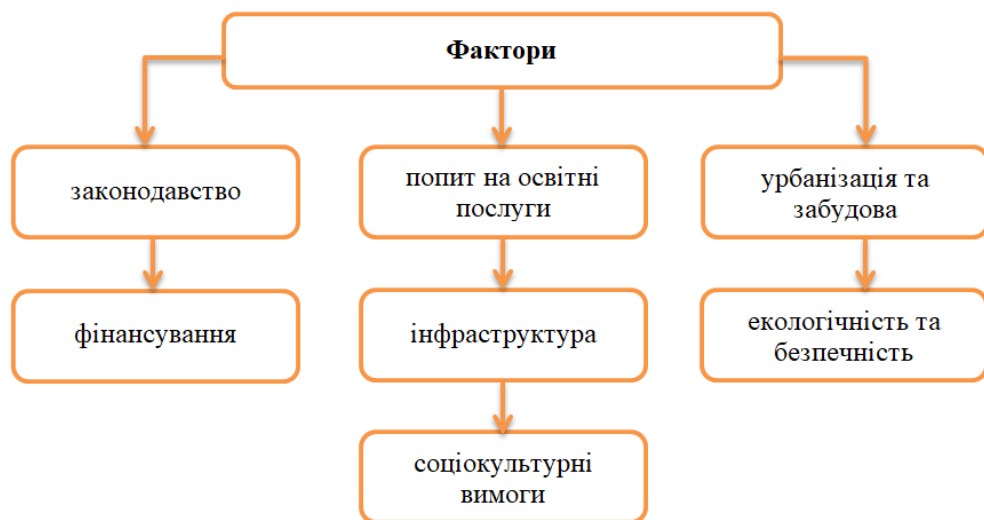 Фактори
законодавство
попит на освітні
послуги
урбанізація та
забудова
фінансування
інфраструктура
екологічність та
безпечність
соціокультурні
вимоги